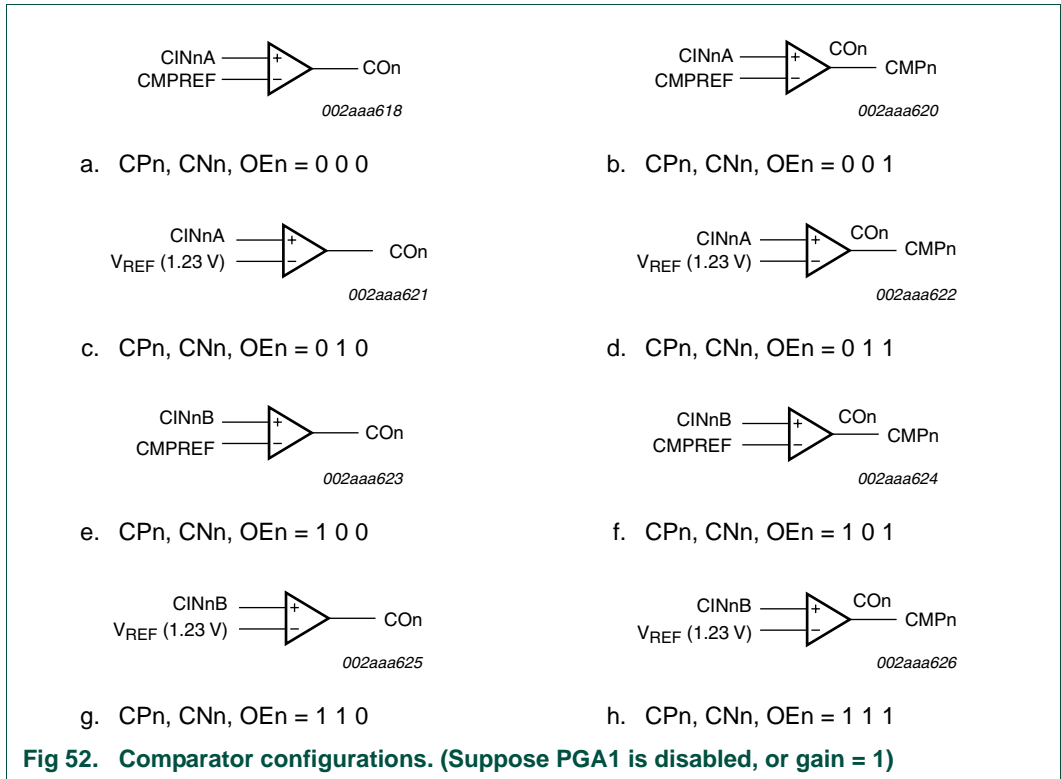 CINnA
CMPREF
+
−
COn
002aaa618
a. CPn, CNn, OEn = 0 0 0
CINnA
CMPREF
+
−
COn
CMPn
002aaa620
b. CPn, CNn, OEn = 0 0 1
CINnA
VREF (1.23 V)
+
−
COn
002aaa621
c. CPn, CNn, OEn = 0 1 0
CINnA
VREF (1.23 V)
+
−
COn
CMPn
002aaa622
d. CPn, CNn, OEn = 0 1 1
CINnB
CMPREF
+
−
COn
002aaa623
e. CPn, CNn, OEn = 1 0 0
CINnB
CMPREF
+
−
COn
CMPn
002aaa624
f. CPn, CNn, OEn = 1 0 1
CINnB
VREF (1.23 V)
+
−
COn
002aaa625
g. CPn, CNn, OEn = 1 1 0
CINnB
VREF (1.23 V)
+
−
COn
CMPn
002aaa626
h. CPn, CNn, OEn = 1 1 1
Fig 52. Comparator configurations. (Suppose PGA1 is disabled, or gain = 1)